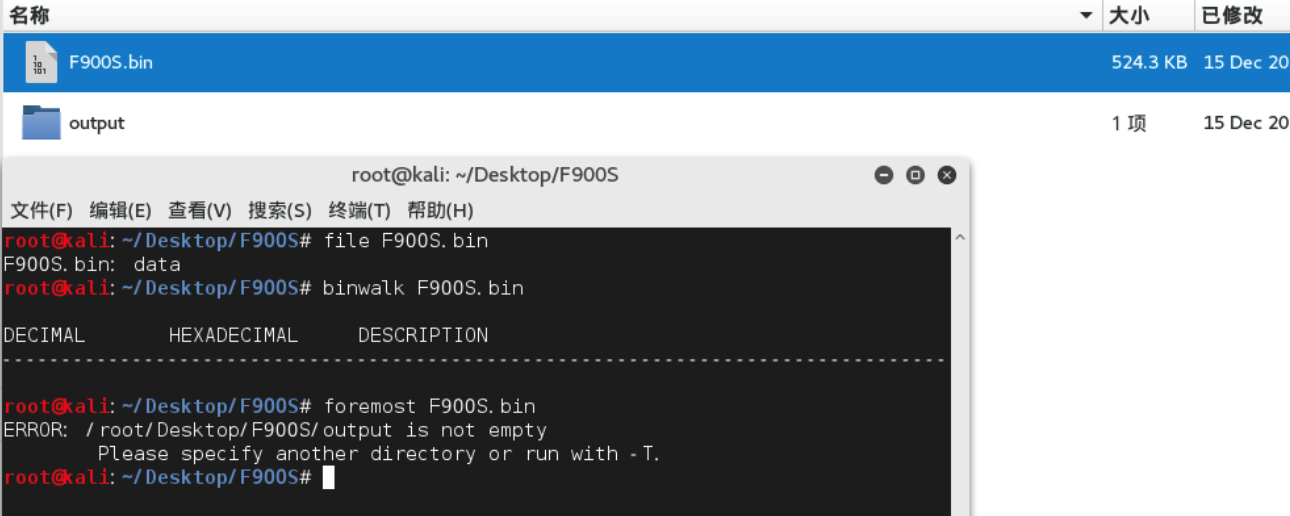 名称 大小 已修改
F900S.bin 524.3 KB 15 Dec 20
output 1 项 15 Dec 20
root@kali: ~/Desktop/F900S
文件(F) 编辑(E) 查看(V) 搜索(S) 终端(T) 帮助(H)
root@kali:~/Desktop/F900S# file F900S.bin
F900S.bin: data
root@kali:~/Desktop/F900S# binwalk F900S.bin
DECIMAL HEXADECIMAL DESCRIPTION
--------------------------------------------------------------------------------
root@kali:~/Desktop/F900S# foremost F900S.bin
ERROR: /root/Desktop/F900S/output is not empty
Please specify another directory or run with -T.
root@kali:~/Desktop/F900S#